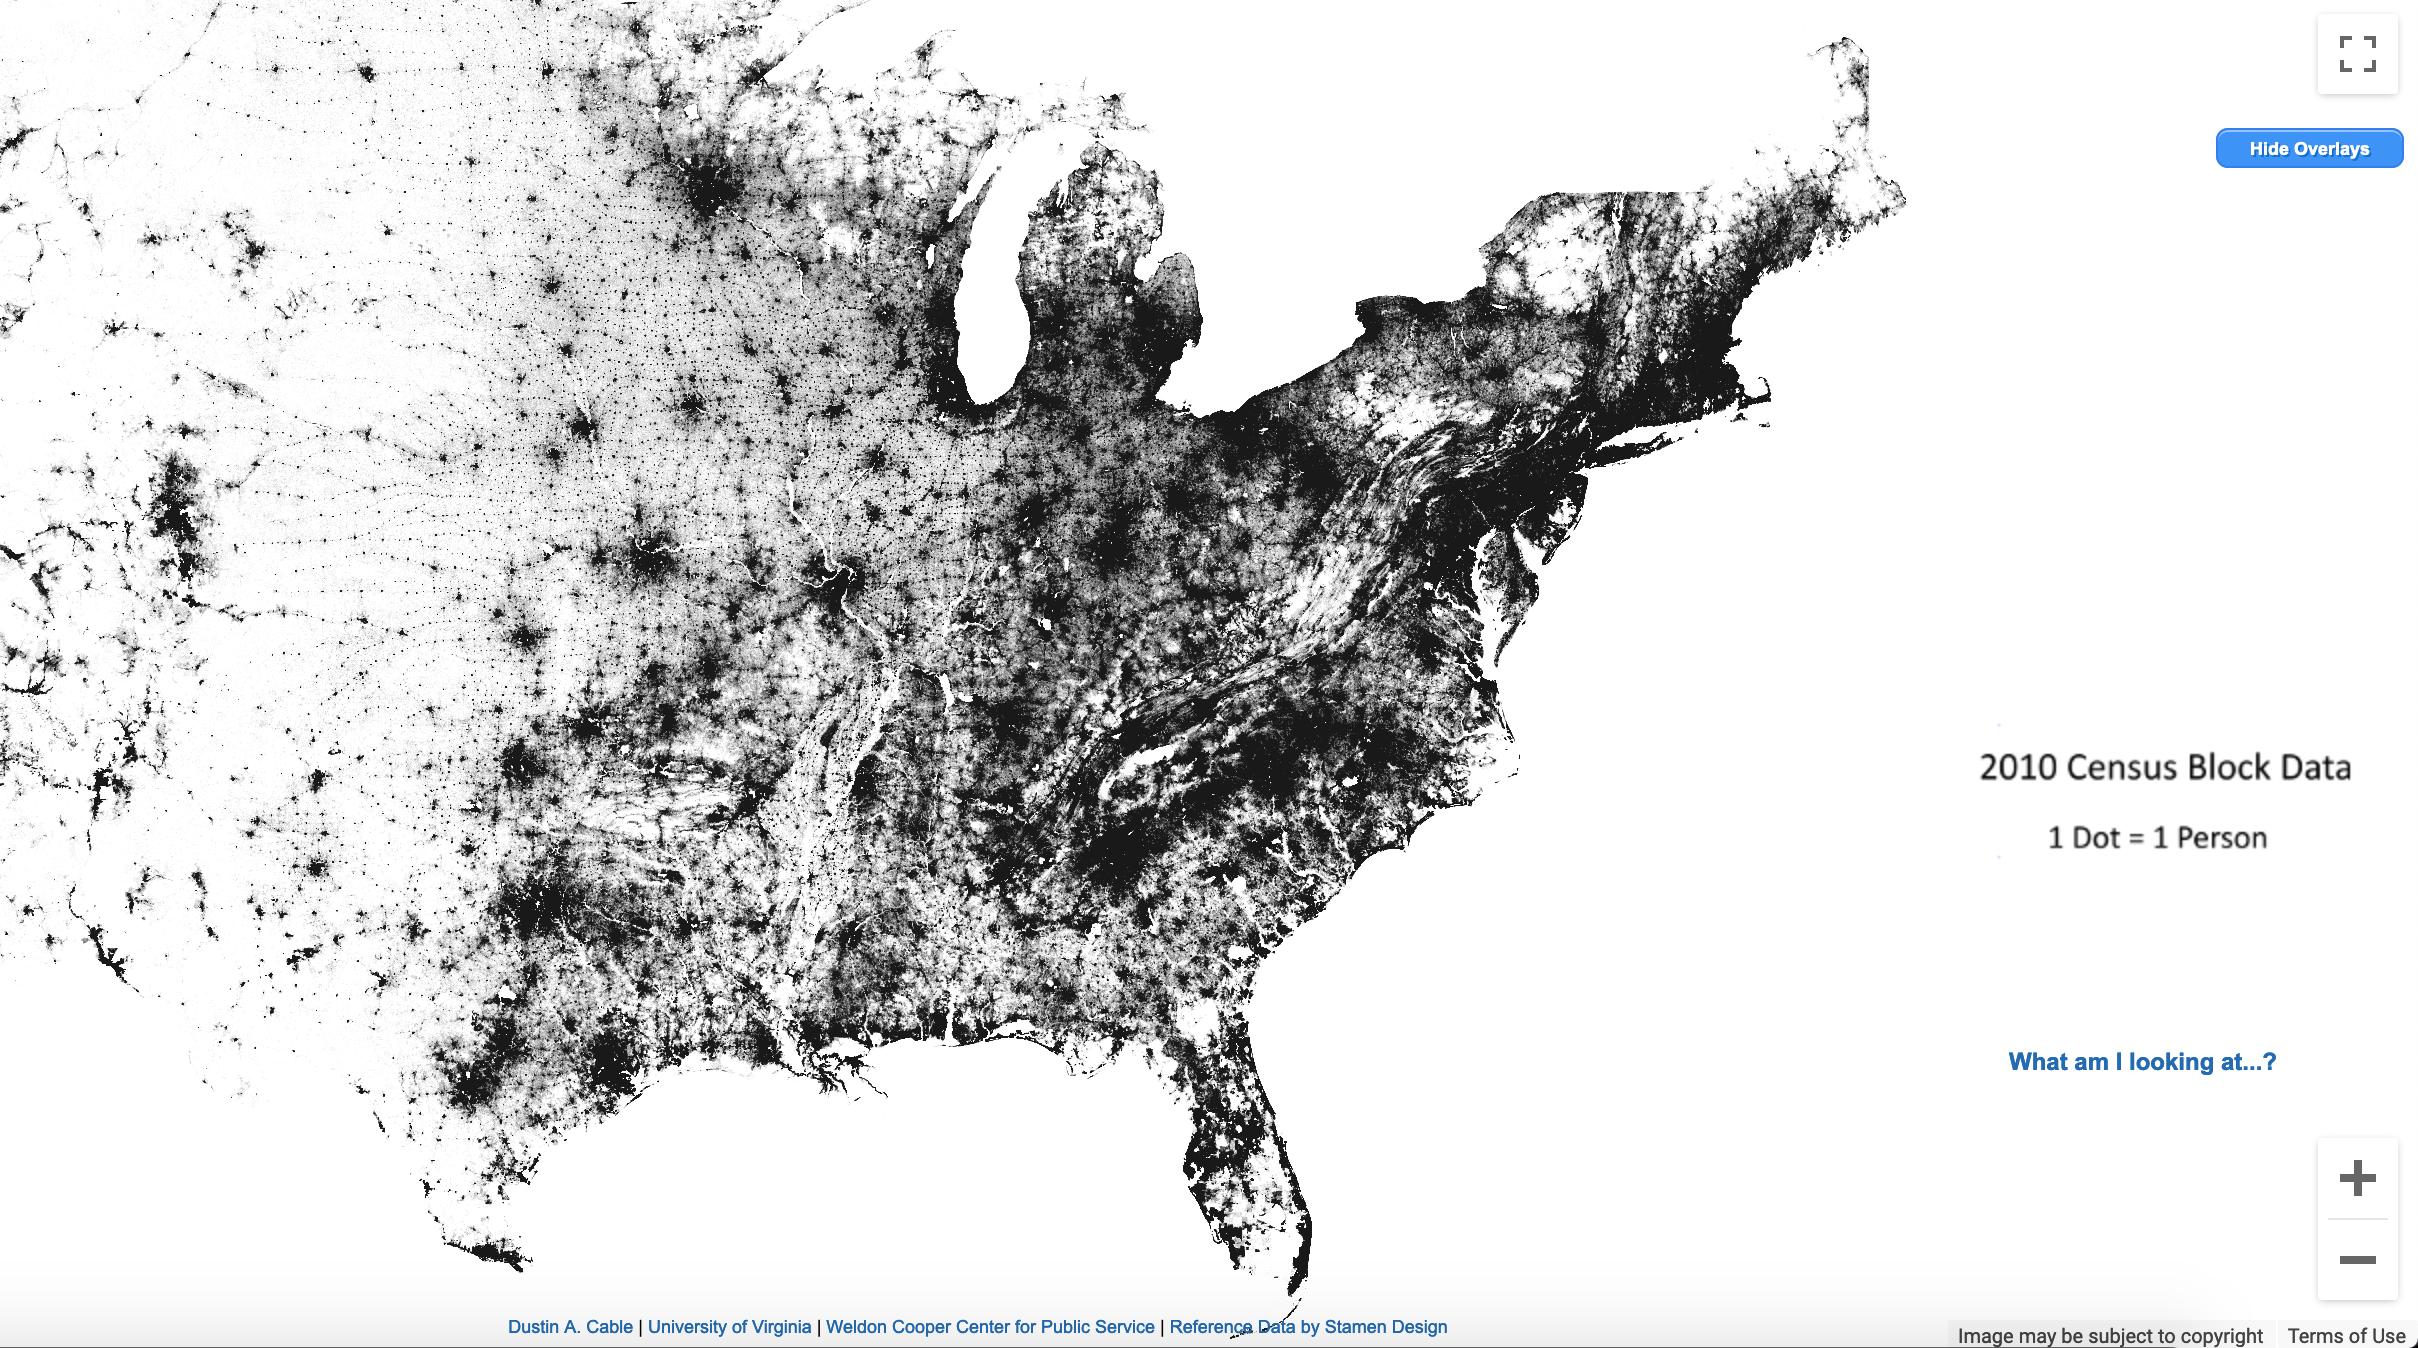 Hide Overlays
2010 Census Block Data
1 Dot = 1 Person
What am I looking at...?
Dustin A. Cable | University of Virginia | Weldon Cooper Center for Public Service | Reference Data by Stamen Design
Image may be subject to copyright
Terms of Use